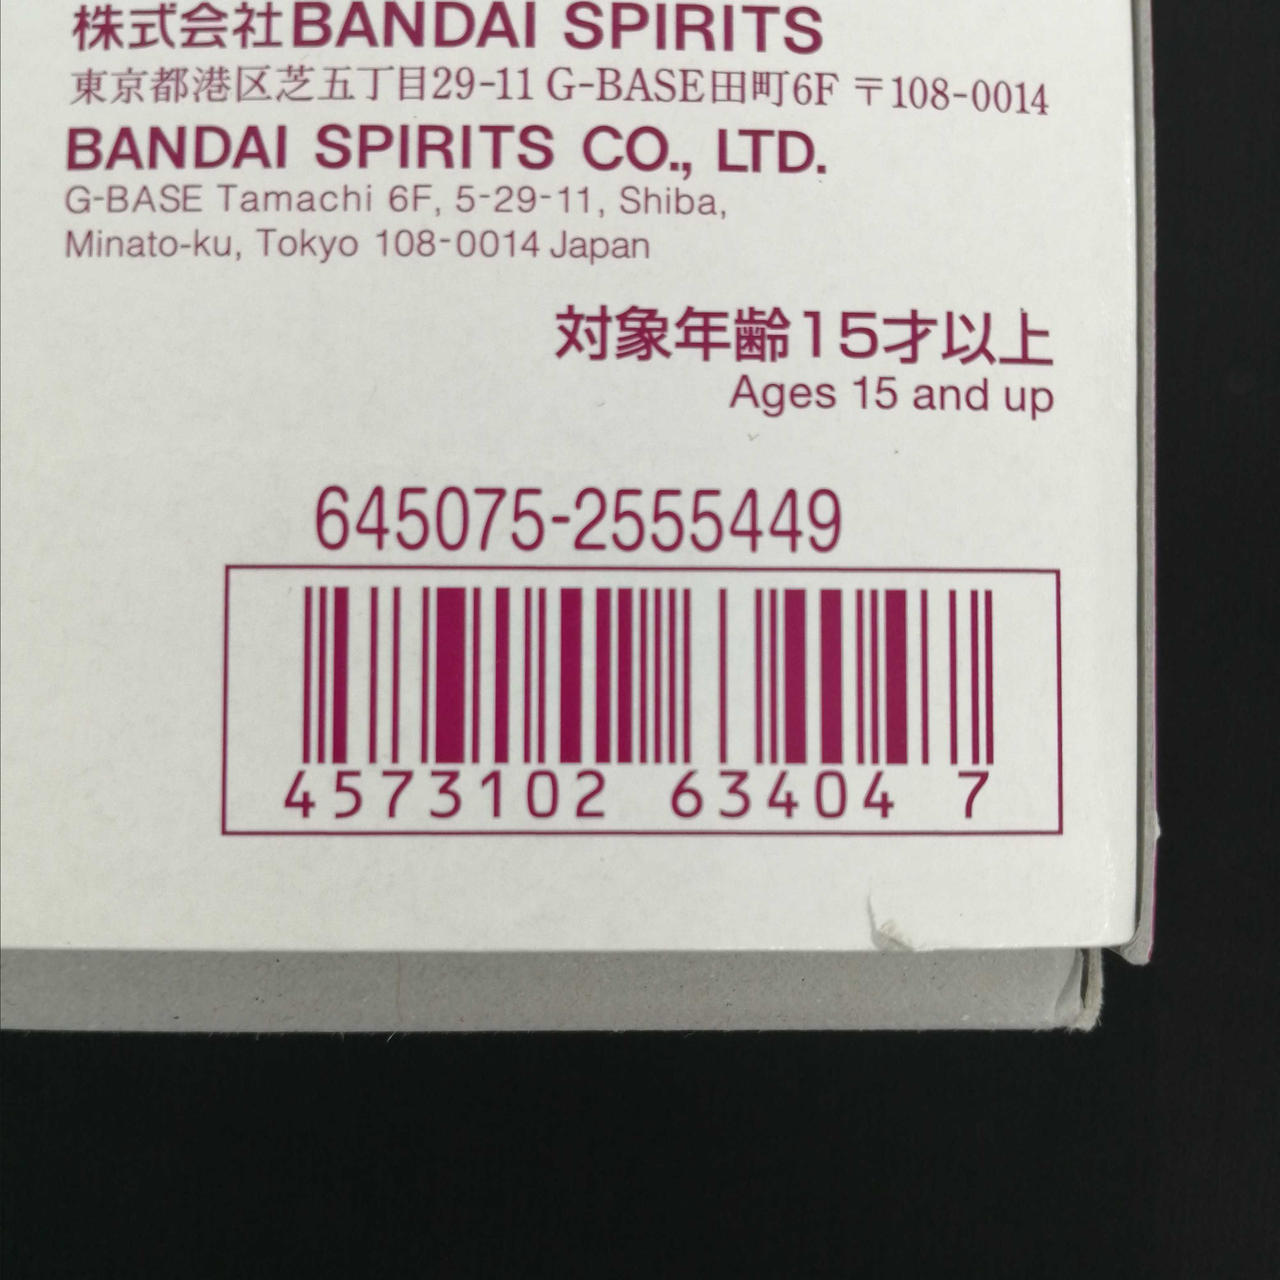 株式会社BANDAI SPIRITS
東京都港区芝五丁目29-11 G-BASE田町6F 〒108-0014
BANDAI SPIRITS CO., LTD.
G-BASE Tamachi 6F, 5-29-11, Shiba,
Minato-ku, Tokyo 108-0014 Japan
対象年齢15才以上
Ages 15 and up
645075-2555449
4573102 63404 7